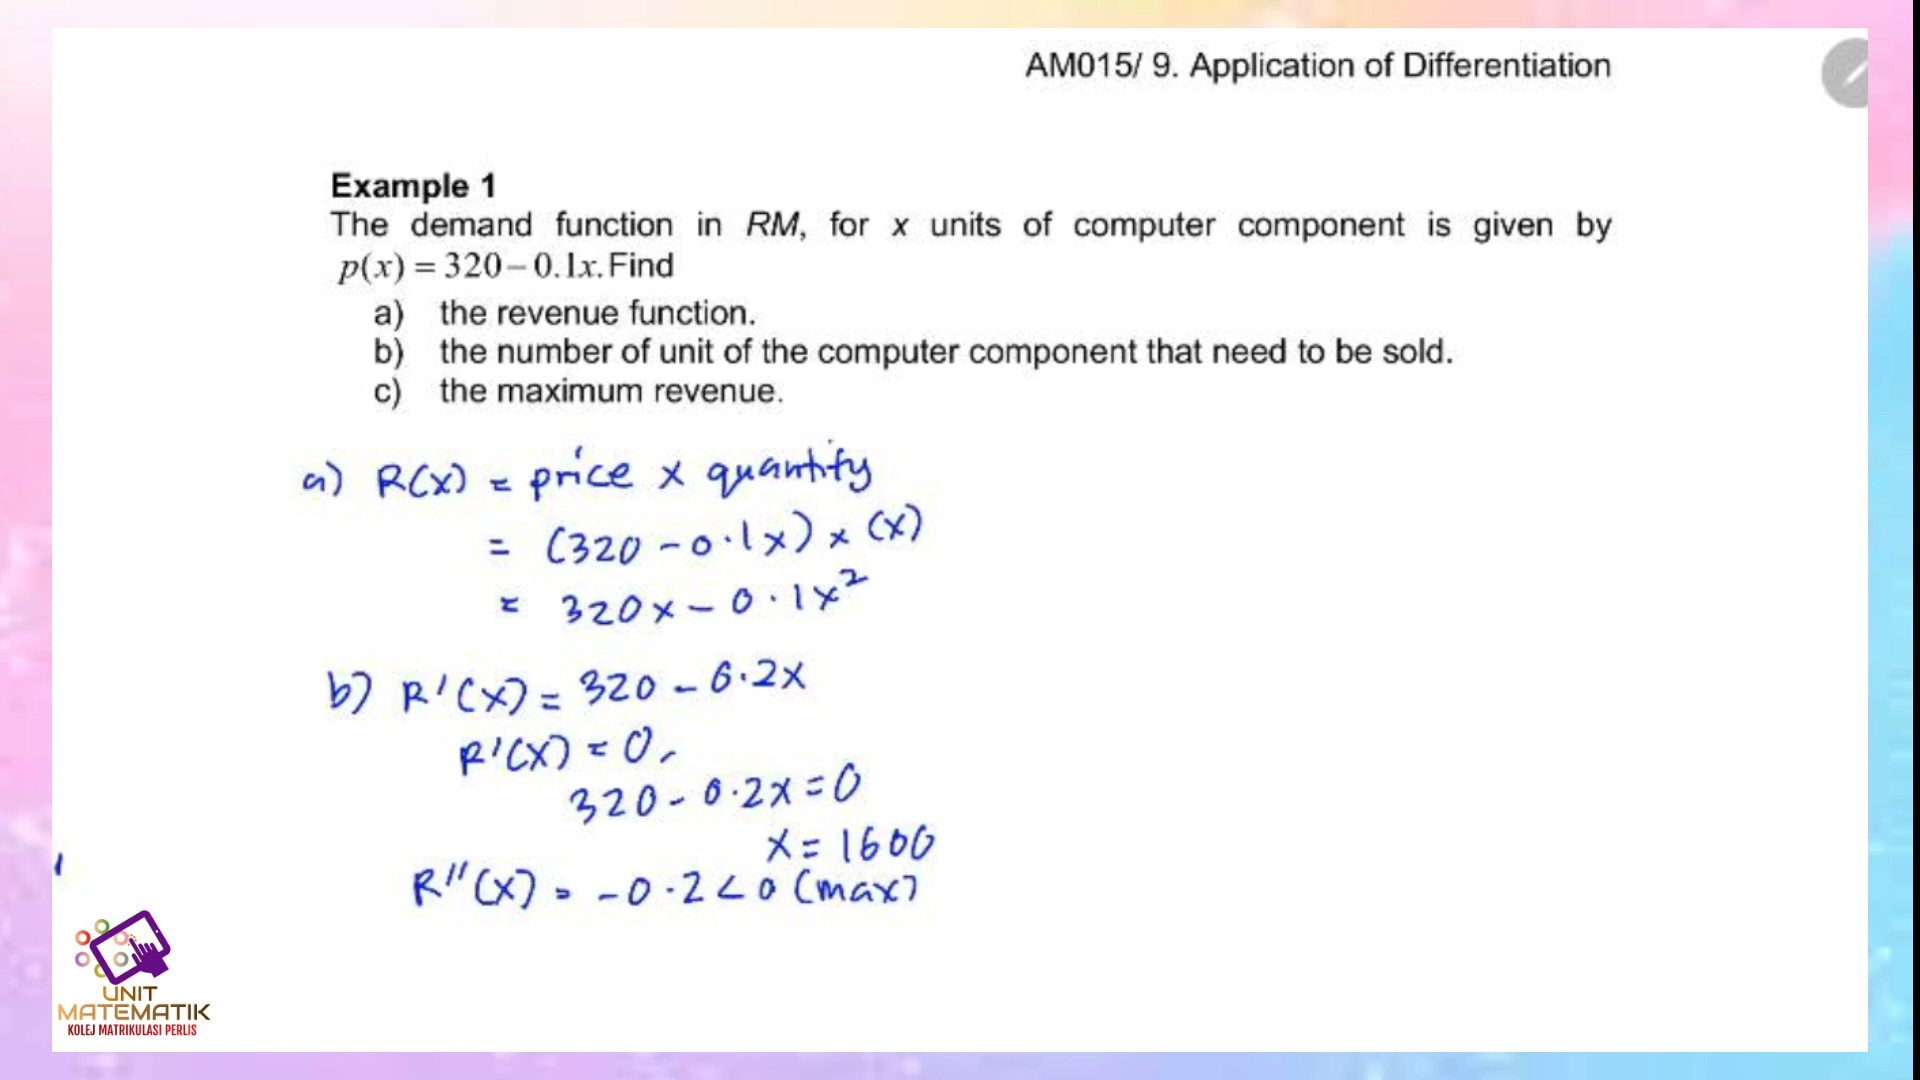 AM015/ 9. Application of Differentiation
Example 1
The demand function in RM, for x units of computer component is given by
p(x) = 320 – 0.1x. Find
a) the revenue function.
b) the number of unit of the computer component that need to be sold.
c) the maximum revenue.
a) R(x) = price x quantity
= (320 - 0.1x) x (x)
= 320x - 0.1x²
b) R'(x) = 320 - 0.2x
R'(x) = 0,
320 - 0.2x = 0
x = 1600
R''(x) = -0.2 < 0 (max)
UNIT
MATEMATIK
KOLEJ MATRIKULASI PERLIS